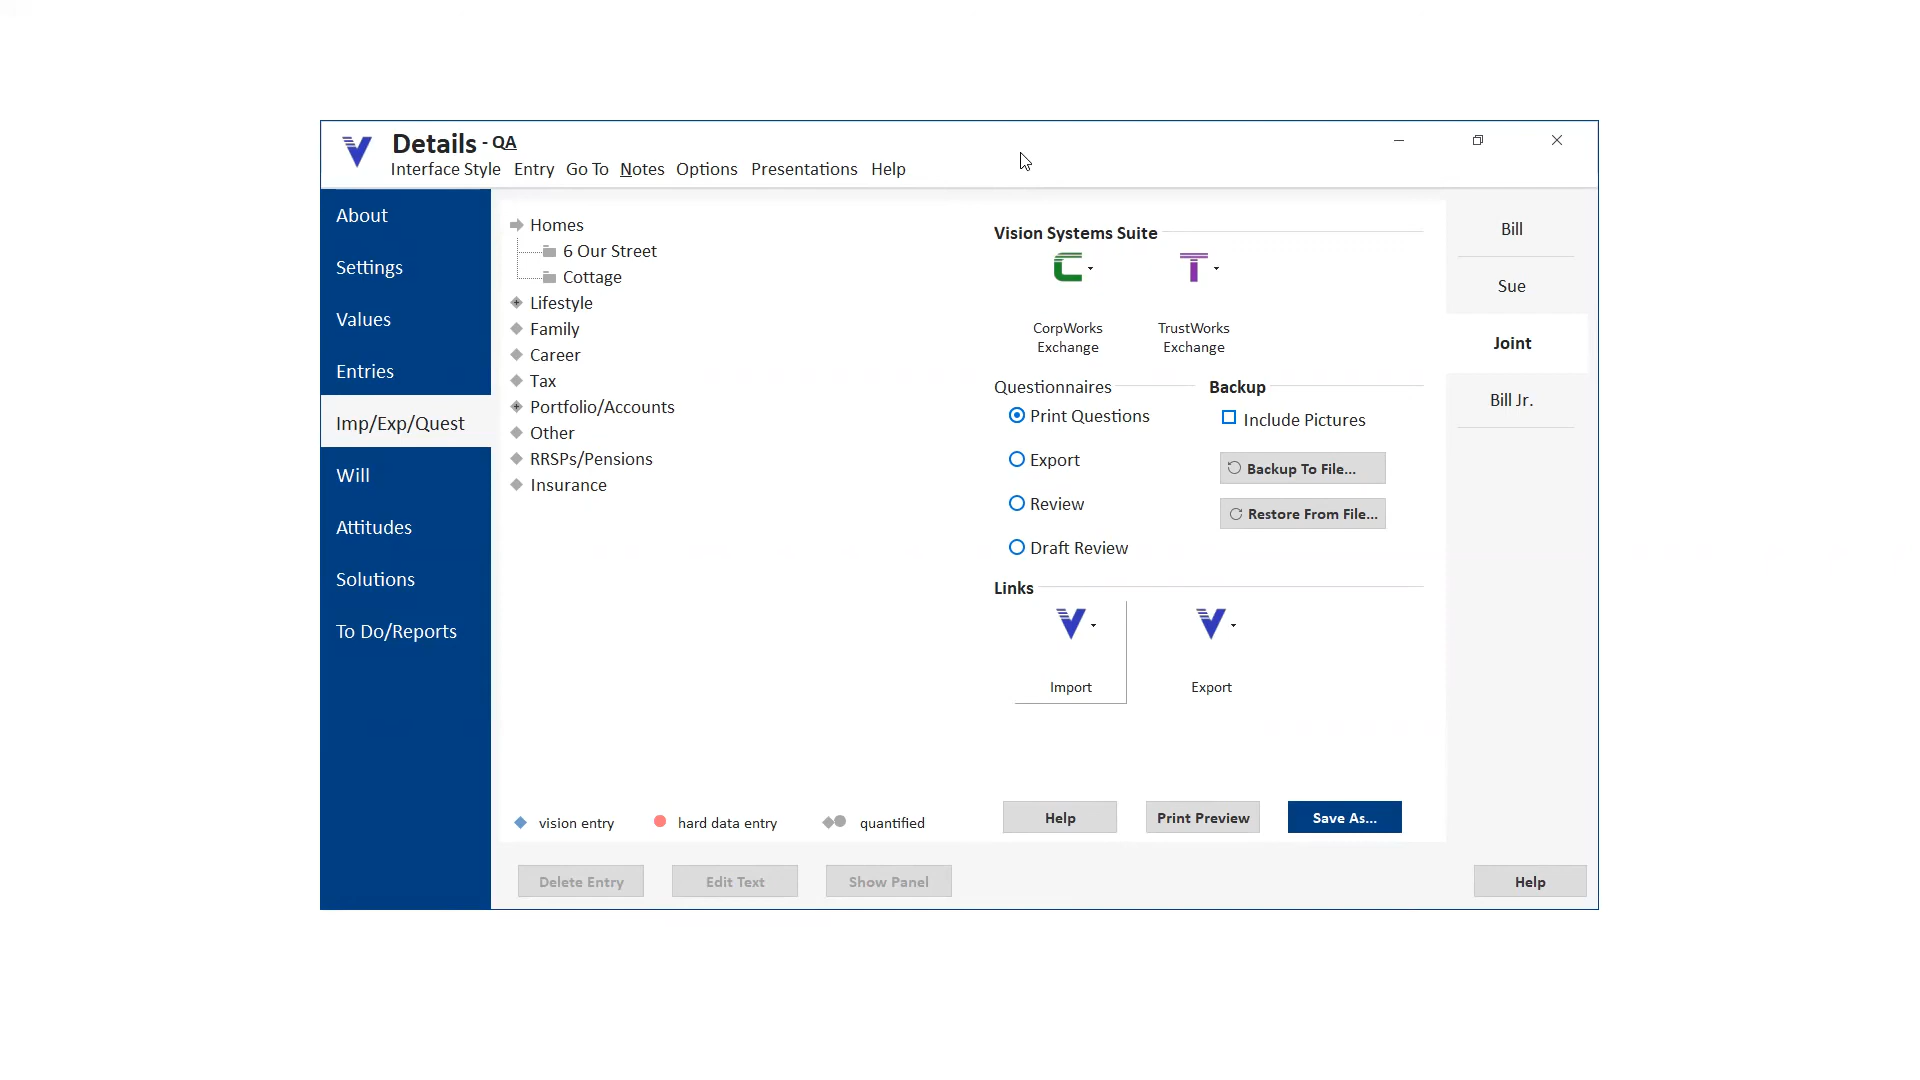 Details - QA
Interface Style Entry Go To Notes Options Presentations Help
About
Settings
Values
Entries
Imp/Exp/Quest
Will
Attitudes
Solutions
To Do/Reports
Homes
6 Our Street
Cottage
Lifestyle
Family
Career
Tax
Portfolio/Accounts
Other
RRSPs/Pensions
Insurance
vision entry hard data entry quantified
Vision Systems Suite
CorpWorks
Exchange
TrustWorks
Exchange
Questionnaires
Print Questions
Export
Review
Draft Review
Backup
Include Pictures
Backup To File...
Restore From File...
Links
Import
Export
Help Print Preview Save As...
Bill
Sue
Joint
Bill Jr.
Delete Entry Edit Text Show Panel Help